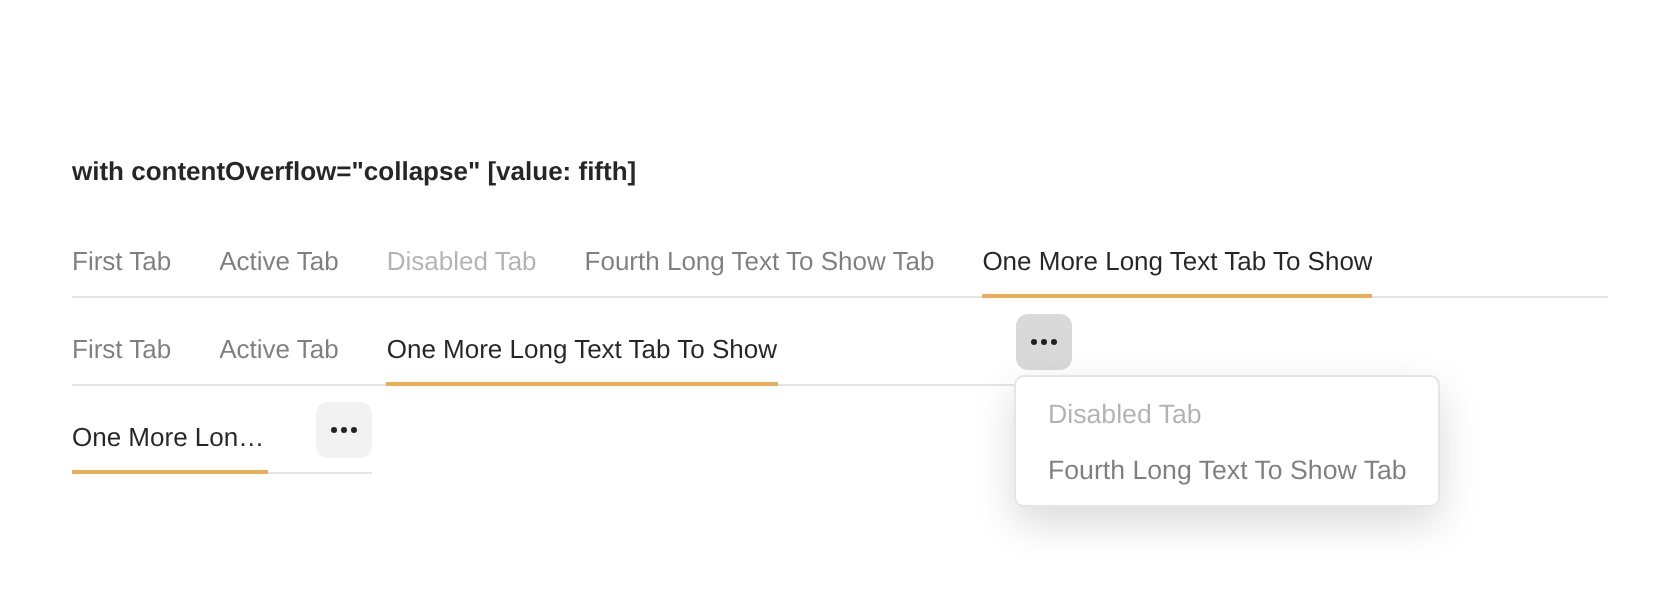 with contentOverflow="collapse" [value: fifth]
First Tab Active Tab Disabled Tab Fourth Long Text To Show Tab One More Long Text Tab To Show
First Tab Active Tab One More Long Text Tab To Show
Disabled Tab
One More Lon…
Fourth Long Text To Show Tab